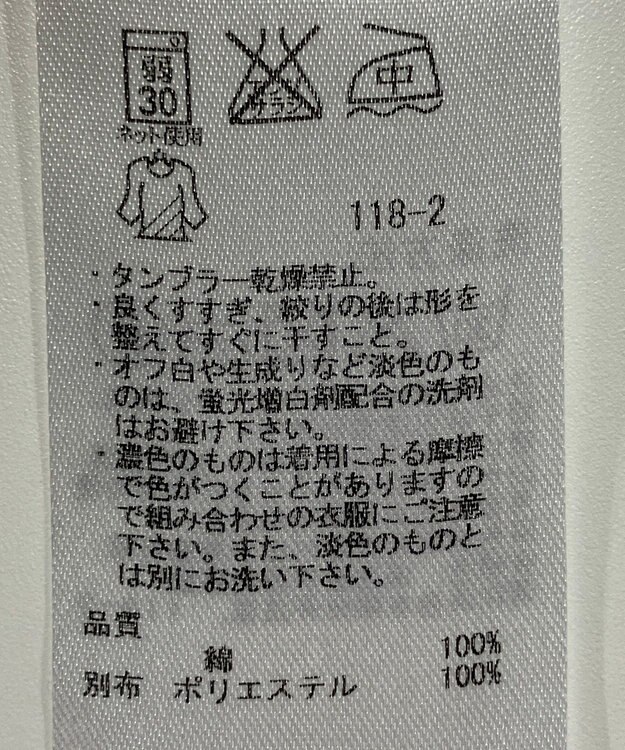 弱
30
ネット使用
サラシ
中
118-2
・タンブラー乾燥禁止。
・良くすすぎ、絞りの後は形を
整えてすぐに干すこと。
・オフ白や生成りなど淡色のも
のは、蛍光増白剤配合の洗剤
はお避け下さい。
・濃色のものは着用による摩擦
で色がつくことがありますの
で組み合わせの衣服にご注意
下さい。また、淡色のものと
は別にお洗い下さい。
品質
綿 100%
別布 ポリエステル 100%